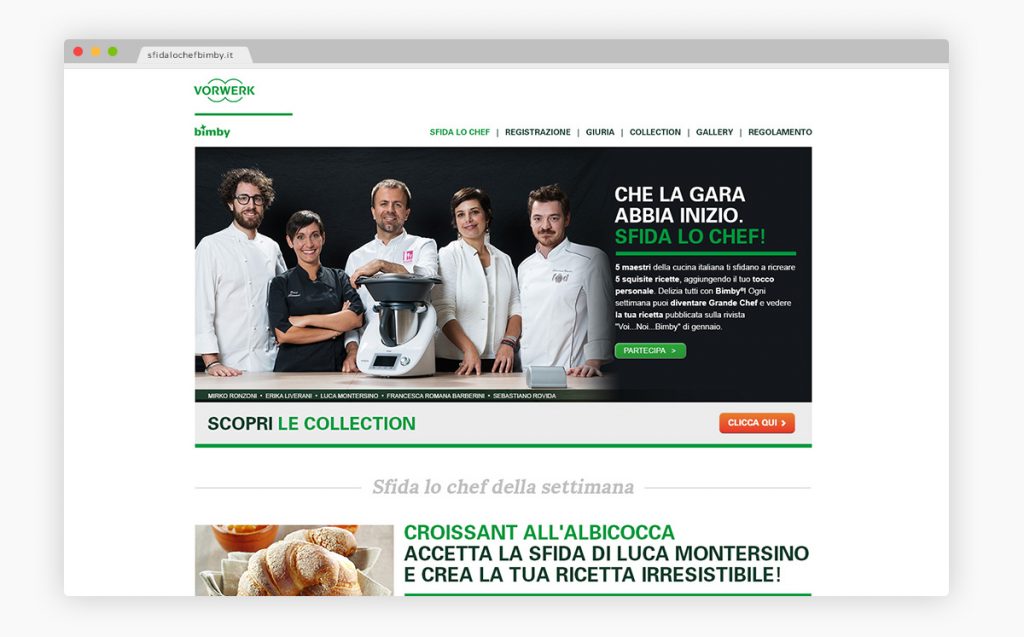 sfidalochefbimby.it
VORWERK
bimby
SFIDA LO CHEF | REGISTRAZIONE | GIURIA | COLLECTION | GALLERY | REGOLAMENTO
CHE LA GARA
ABBIA INIZIO.
SFIDA LO CHEF!
5 maestri della cucina italiana ti sfidano a ricreare
5 squisite ricette, aggiungendo il tuo tocco
personale. Delizia tutti con Bimby®! Ogni
settimana puoi diventare Grande Chef e vedere
la tua ricetta pubblicata sulla rivista
"Voi...Noi...Bimby" di gennaio.
PARTECIPA >
MIRKO RONZONI • ERIKA LIVERANI • LUCA MONTERSINO • FRANCESCA ROMANA BARBERINI • SEBASTIANO ROVIDA
SCOPRI LE COLLECTION
CLICCA QUI >
Sfida lo chef della settimana
CROISSANT ALL'ALBICOCCA
ACCETTA LA SFIDA DI LUCA MONTERSINO
E CREA LA TUA RICETTA IRRESISTIBILE!